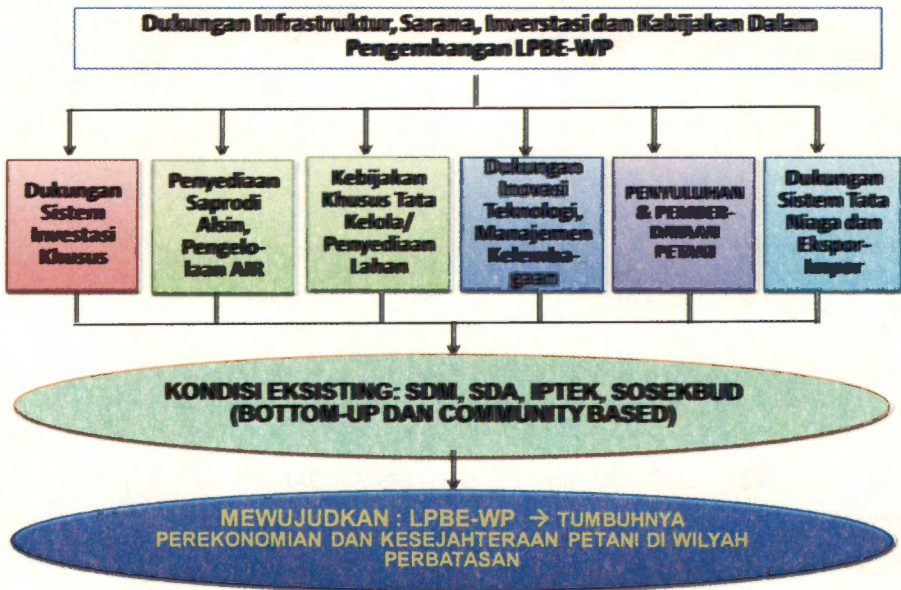 Dukungan Infrastruktur, Sarana, Inverstasi dan Kabijakan Dalam
Pengembangan LPBE-WP
Dukungan
Sistem
Investasi
Khusus
Penyediaan
Saprodi
Alsin,
Pengelo-
laan AIR
Kebijakan
Khusus Tata
Kelola/
Penyediaan
Lahan
Dukungan
Inovasi
Teknologi,
Manajemen
Kelemba-
gaan
PENYULUHAN
& PEMBER-
DAYAAN
PETANI
Dukungan
Sistem Tata
Niaga dan
Ekspor-
Impor
KONDISI EKSISTING: SDM, SDA, IPTEK, SOSEKBUD
(BOTTOM-UP DAN COMMUNITY BASED)
MEWUJUDKAN : LPBE-WP → TUMBUHNYA
PEREKONOMIAN DAN KESEJAHTERAAN PETANI DI WILYAH
PERBATASAN